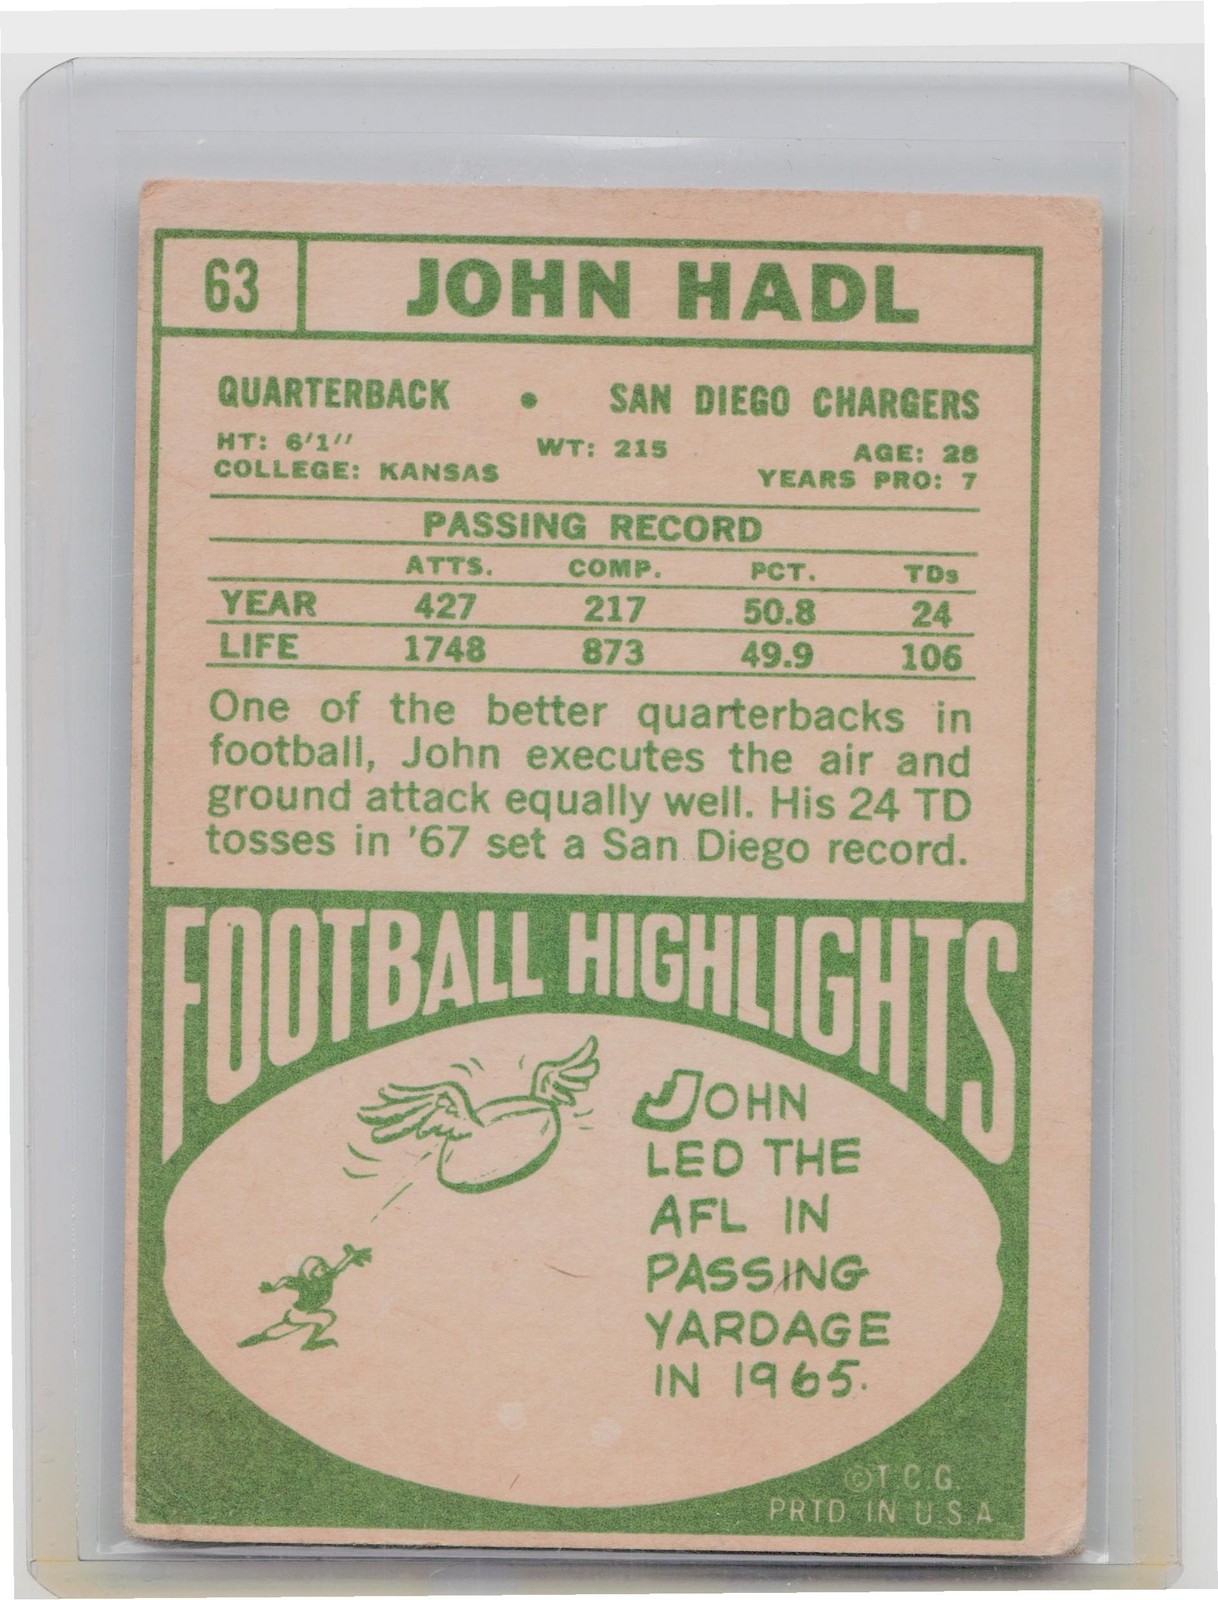 63 JOHN HADL
QUARTERBACK • SAN DIEGO CHARGERS
HT: 6'1'' WT: 215 AGE: 28
COLLEGE: KANSAS YEARS PRO: 7
PASSING RECORD
ATTS. COMP. PCT. TDs
YEAR 427 217 50.8 24
LIFE 1748 873 49.9 106
One of the better quarterbacks in
football, John executes the air and
ground attack equally well. His 24 TD
tosses in '67 set a San Diego record.
FOOTBALL HIGHLIGHTS
JOHN
LED THE
AFL IN
PASSING
YARDAGE
IN 1965.
©T.C.G.
PRTD IN U.S.A